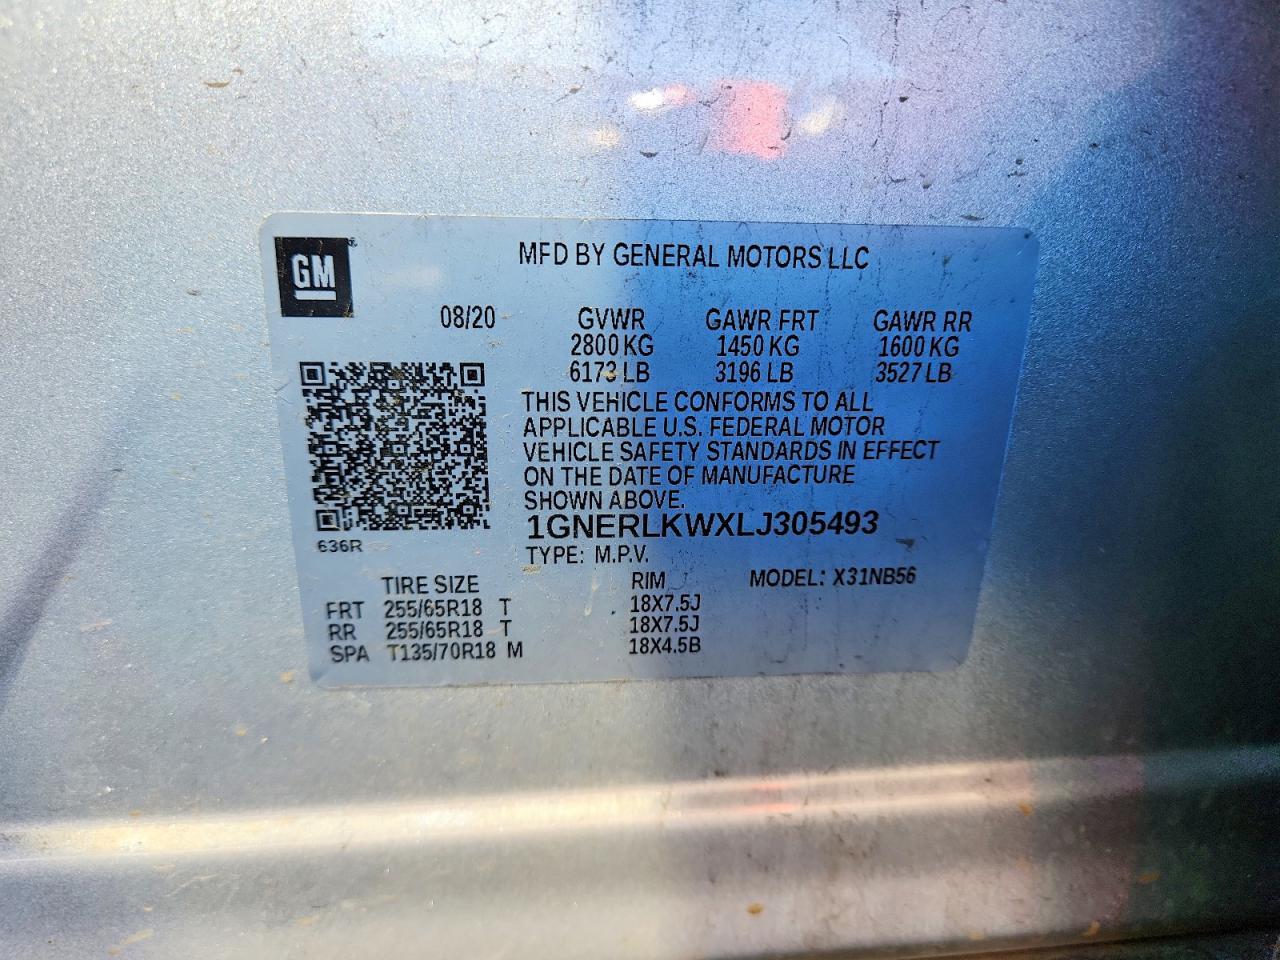 GM
MFD BY GENERAL MOTORS LLC
08/20 GVWR GAWR FRT GAWR RR
2800 KG 1450 KG 1600 KG
6173 LB 3196 LB 3527 LB
THIS VEHICLE CONFORMS TO ALL
APPLICABLE U.S. FEDERAL MOTOR
VEHICLE SAFETY STANDARDS IN EFFECT
ON THE DATE OF MANUFACTURE
SHOWN ABOVE.
1GNERLKWXLJ305493
636R
TYPE: M.P.V.
TIRE SIZE RIM MODEL: X31NB56
FRT 255/65R18 T 18X7.5J
RR 255/65R18 T 18X7.5J
SPA T135/70R18 M 18X4.5B